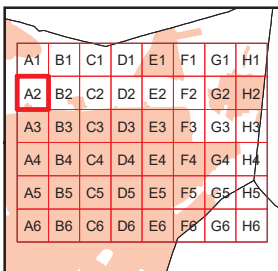 A1 B1 C1 D1 E1 F1 G1 H1
A2 B2 C2 D2 E2 F2 G2 H2
A3 B3 C3 D3 E3 F3 G3 H3
A4 B4 C4 D4 E4 F4 G4 H4
A5 B5 C5 D5 E5 F5 G5 H5
A6 B6 C6 D6 E6 F6 G6 H6